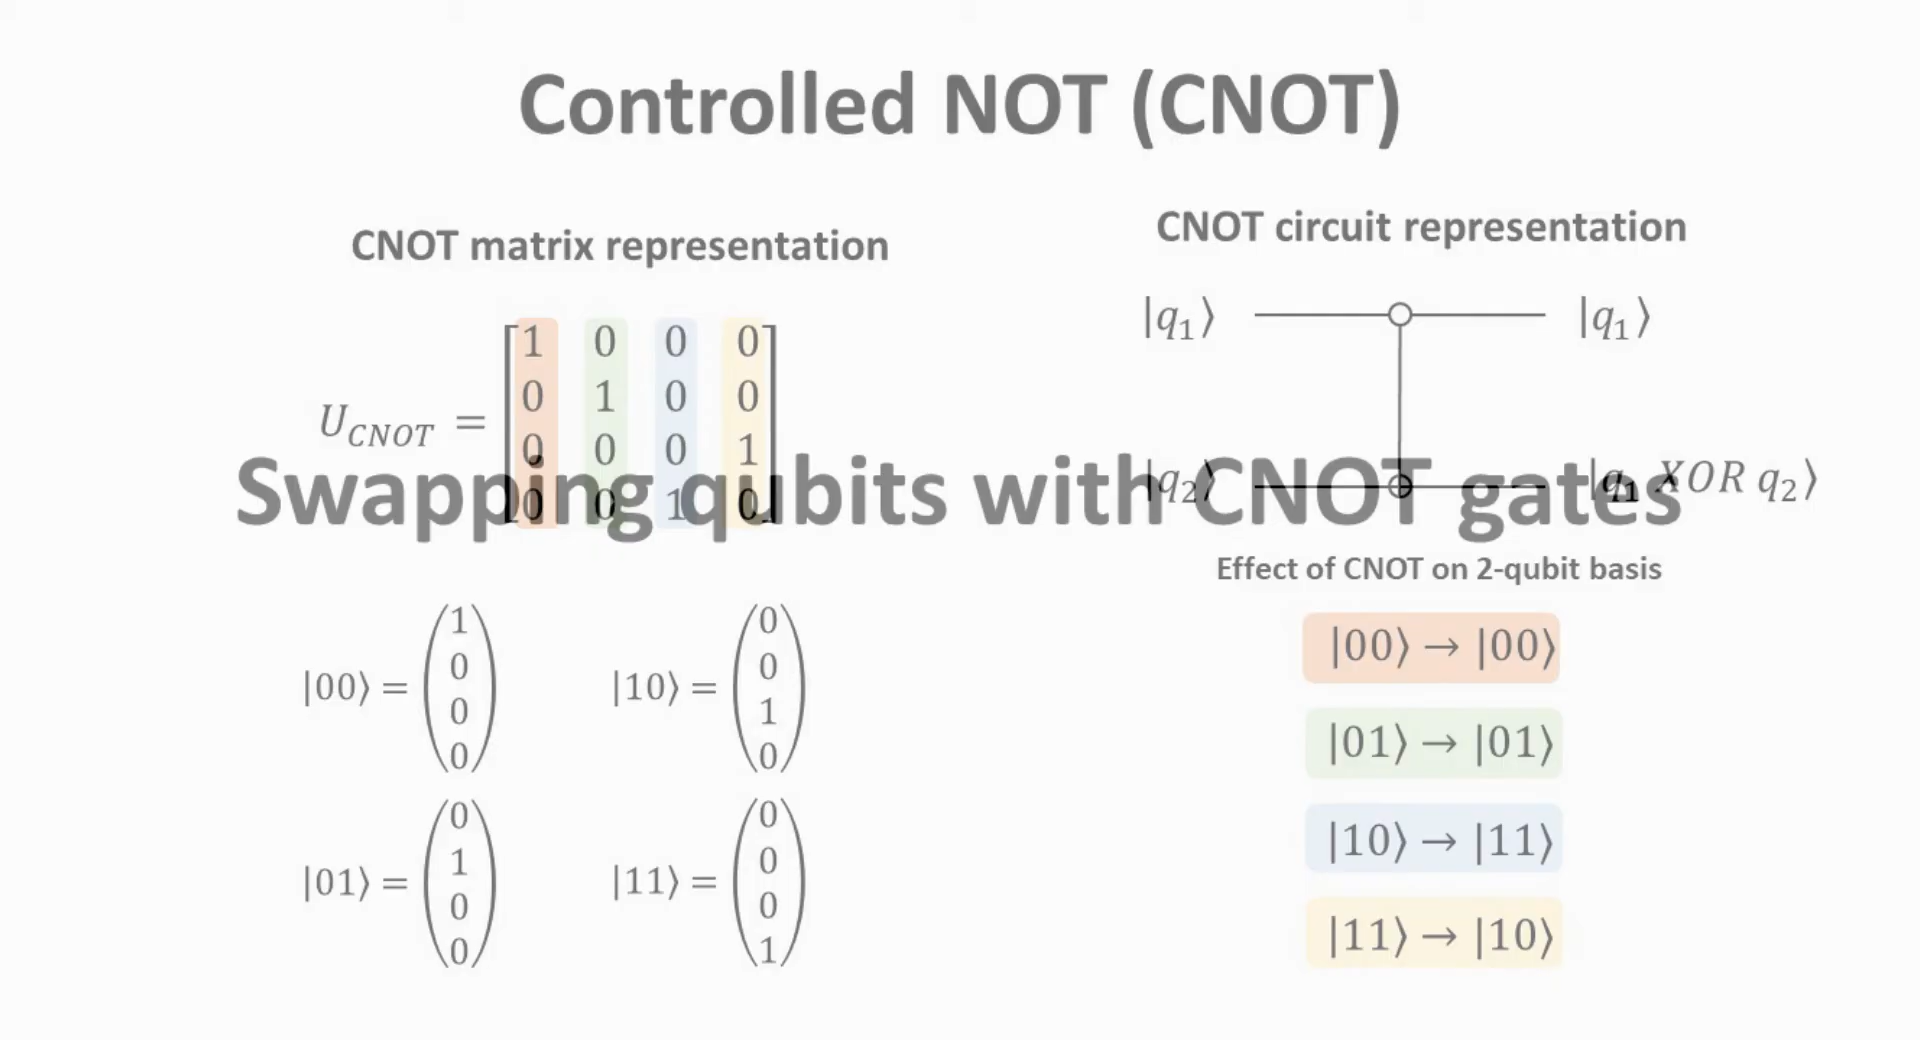 Controlled NOT (CNOT)
CNOT matrix representation
U_CNOT =
[1 0 0 0
0 1 0 0
0 0 0 1
0 0 1 0]
|00⟩ = (1 0 0 0)
|10⟩ = (0 0 1 0)
|01⟩ = (0 1 0 0)
|11⟩ = (0 0 0 1)
CNOT circuit representation
|q₁⟩ |q₁⟩
|q₂⟩ |q₁ XOR q₂⟩
Swapping qubits with CNOT gates
Effect of CNOT on 2-qubit basis
|00⟩ → |00⟩
|01⟩ → |01⟩
|10⟩ → |11⟩
|11⟩ → |10⟩